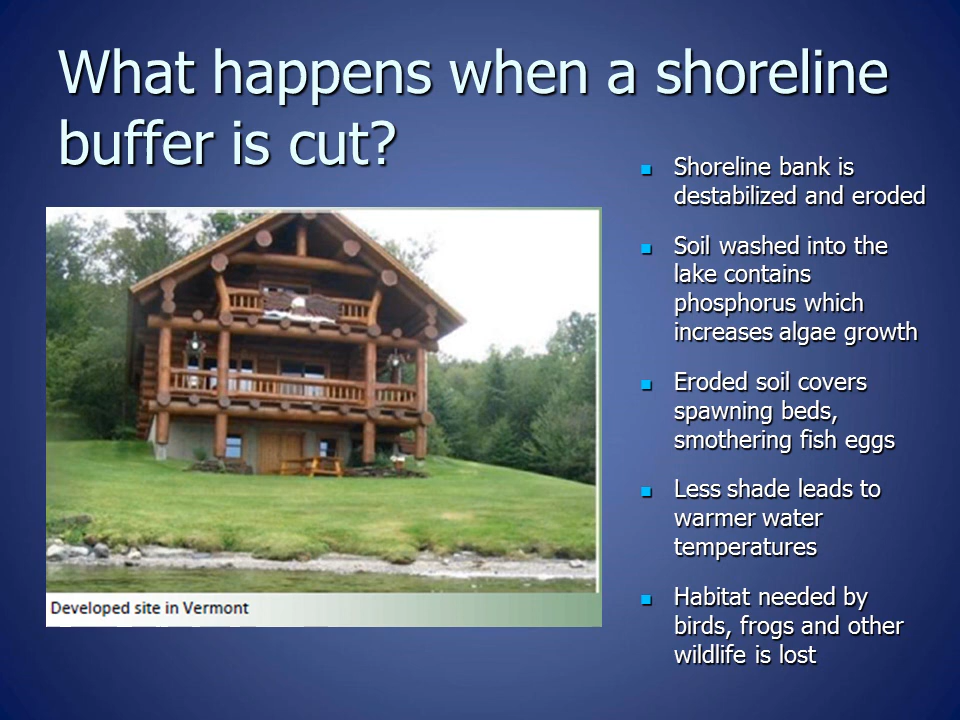 What happens when a shoreline
buffer is cut?
Shoreline bank is
destabilized and eroded
Soil washed into the
lake contains
phosphorus which
increases algae growth
Eroded soil covers
spawning beds,
smothering fish eggs
Less shade leads to
warmer water
temperatures
Habitat needed by
birds, frogs and other
wildlife is lost
Developed site in Vermont